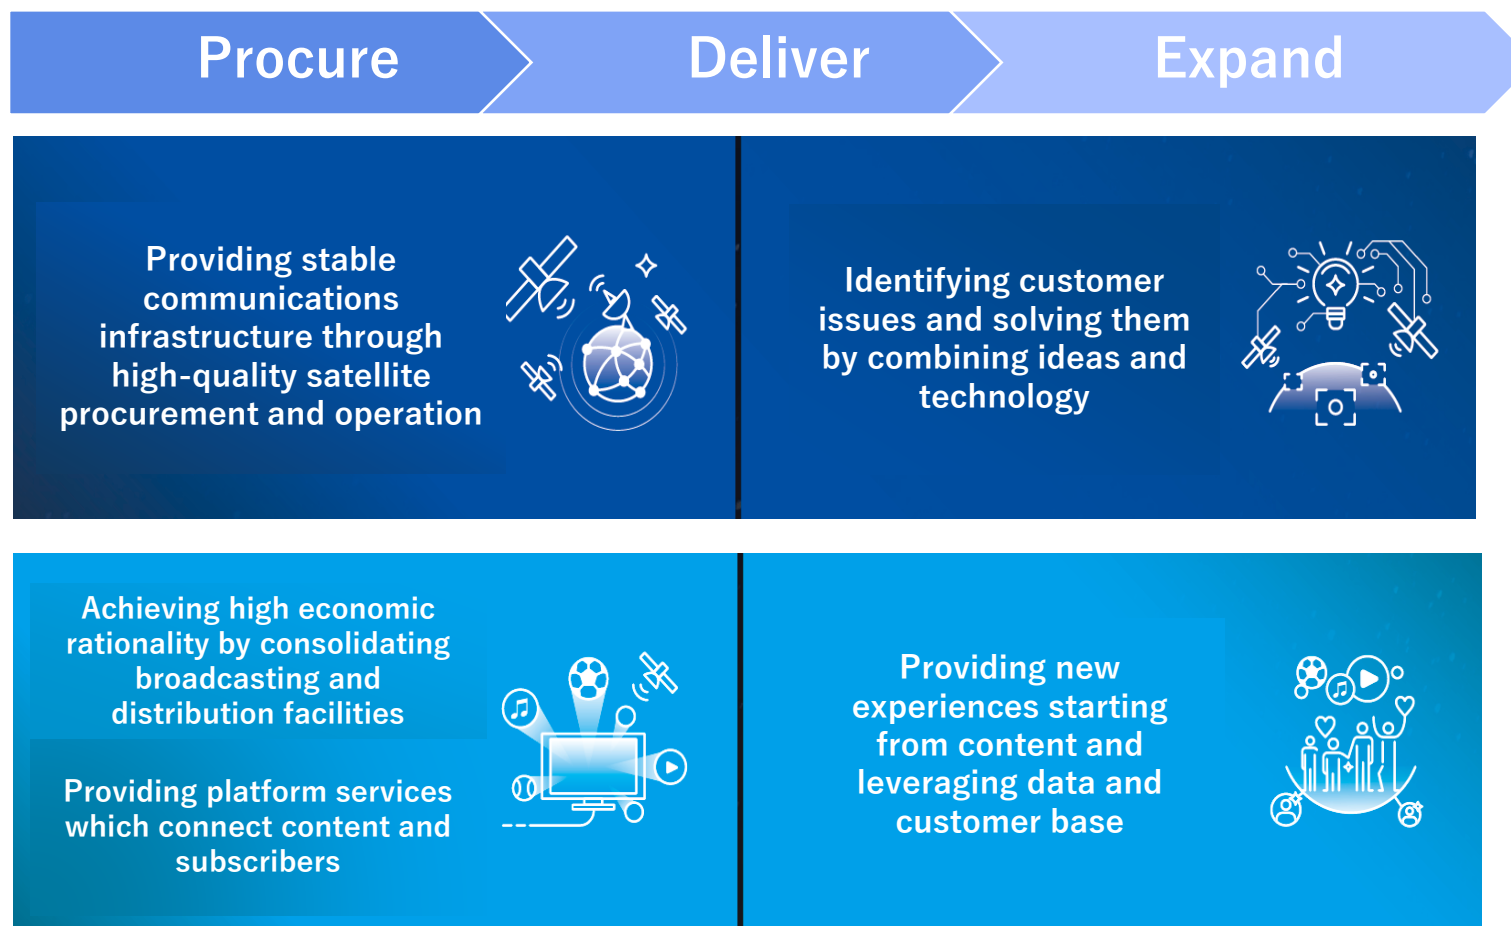 Procure
Deliver
Expand
Providing stable
communications
infrastructure through
high-quality satellite
procurement and operation
Identifying customer
issues and solving them
by combining ideas and
technology
Achieving high economic
rationality by consolidating
broadcasting and
distribution facilities
Providing platform services
which connect content and
subscribers
Providing new
experiences starting
from content and
leveraging data and
customer base